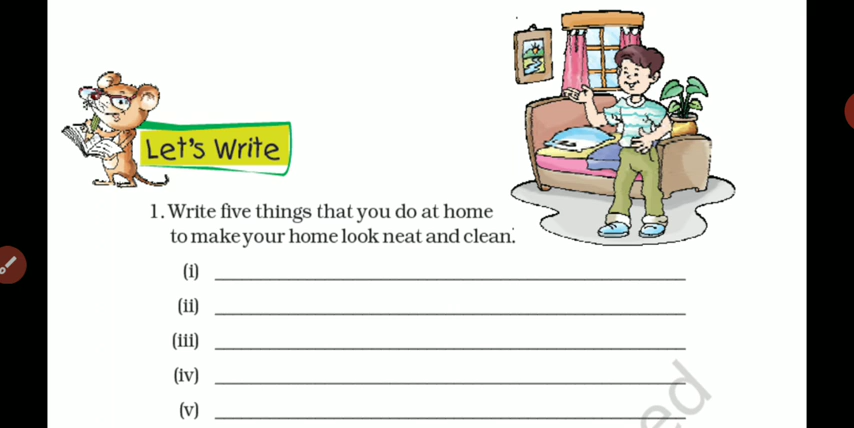 Let's Write
1. Write five things that you do at home
to make your home look neat and clean.
(i)
(ii)
(iii)
(iv)
(v)
ed